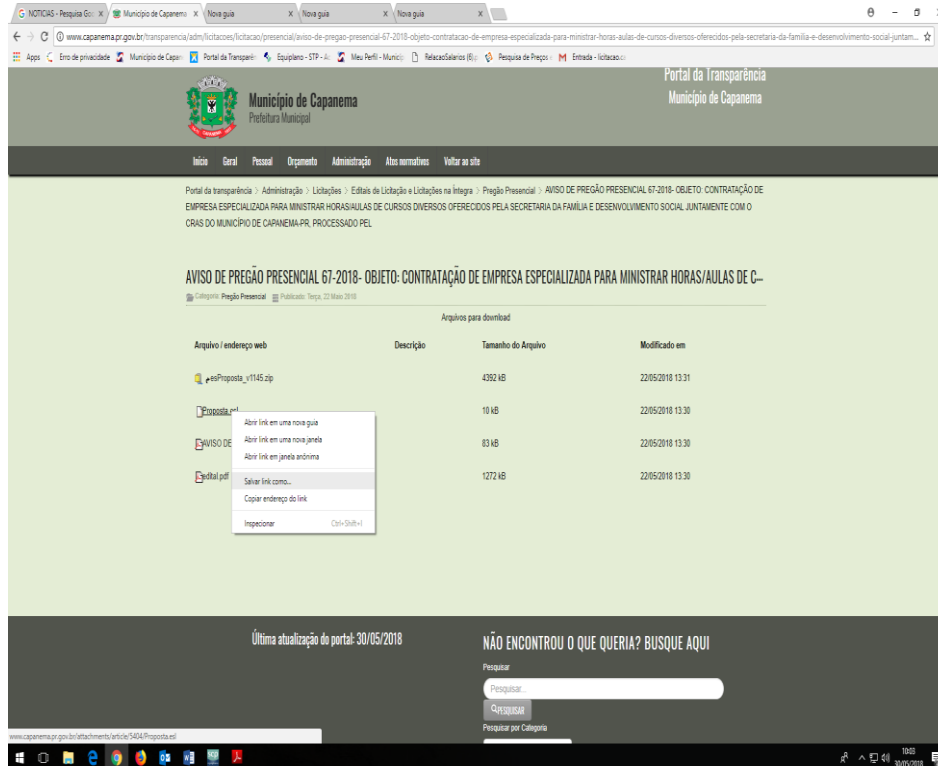 NOTICIAS - Pesquisa Go
Município de Capanema
Nova guia
Nova guia
Nova guia
www.capanema.pr.gov.br/transparencia/adm/licitacoes/licitacao/presencial/aviso-de-pregao-presencial-67-2018-objeto-contratacao-de-empresa-especializada-para-ministrar-horas-aulas-de-cursos-diversos-oferecidos-pela-secretaria-da-familia-e-desenvolvimento-social-juntam...
Apps Erro de privacidade Município de Capan Portal da Transparên Equiplano - STP - Ac Meu Perfil - Municíp RelacaoSalarios (6).p Pesquisa de Preços Entrada - licitacao.c
Portal da Transparência
Município de Capanema
Município de Capanema
Prefeitura Municipal
Início Geral Pessoal Orçamento Administração Atos normativos Voltar ao site
Portal da transparência > Administração > Licitações > Editais de Licitação e Licitações na Íntegra > Pregão Presencial > AVISO DE PREGÃO PRESENCIAL 67-2018- OBJETO: CONTRATAÇÃO DE
EMPRESA ESPECIALIZADA PARA MINISTRAR HORAS/AULAS DE CURSOS DIVERSOS OFERECIDOS PELA SECRETARIA DA FAMÍLIA E DESENVOLVIMENTO SOCIAL JUNTAMENTE COM O
CRAS DO MUNICÍPIO DE CAPANEMA-PR, PROCESSADO PEL
AVISO DE PREGÃO PRESENCIAL 67-2018- OBJETO: CONTRATAÇÃO DE EMPRESA ESPECIALIZADA PARA MINISTRAR HORAS/AULAS DE C...
Categoria: Pregão Presencial Publicado: Terça, 22 Maio 2018
Arquivos para download
Arquivo / endereço web Descrição Tamanho do Arquivo Modificado em
esProposta_v1145.zip 4392 kB 22/05/2018 13:31
Proposta.esl 10 kB 22/05/2018 13:30
AVISO DE 83 kB 22/05/2018 13:30
edital.pdf 1272 kB 22/05/2018 13:30
Abrir link em uma nova guia
Abrir link em uma nova janela
Abrir link em janela anônima
Salvar link como...
Copiar endereço do link
Inspecionar Ctrl+Shift+I
Última atualização do portal: 30/05/2018
NÃO ENCONTROU O QUE QUERIA? BUSQUE AQUI
Pesquisar
Pesquisar...
PESQUISAR
Pesquisar por Categoria
www.capanema.pr.gov.br/attachments/article/5404/Proposta.esl
10:03
30/05/2018